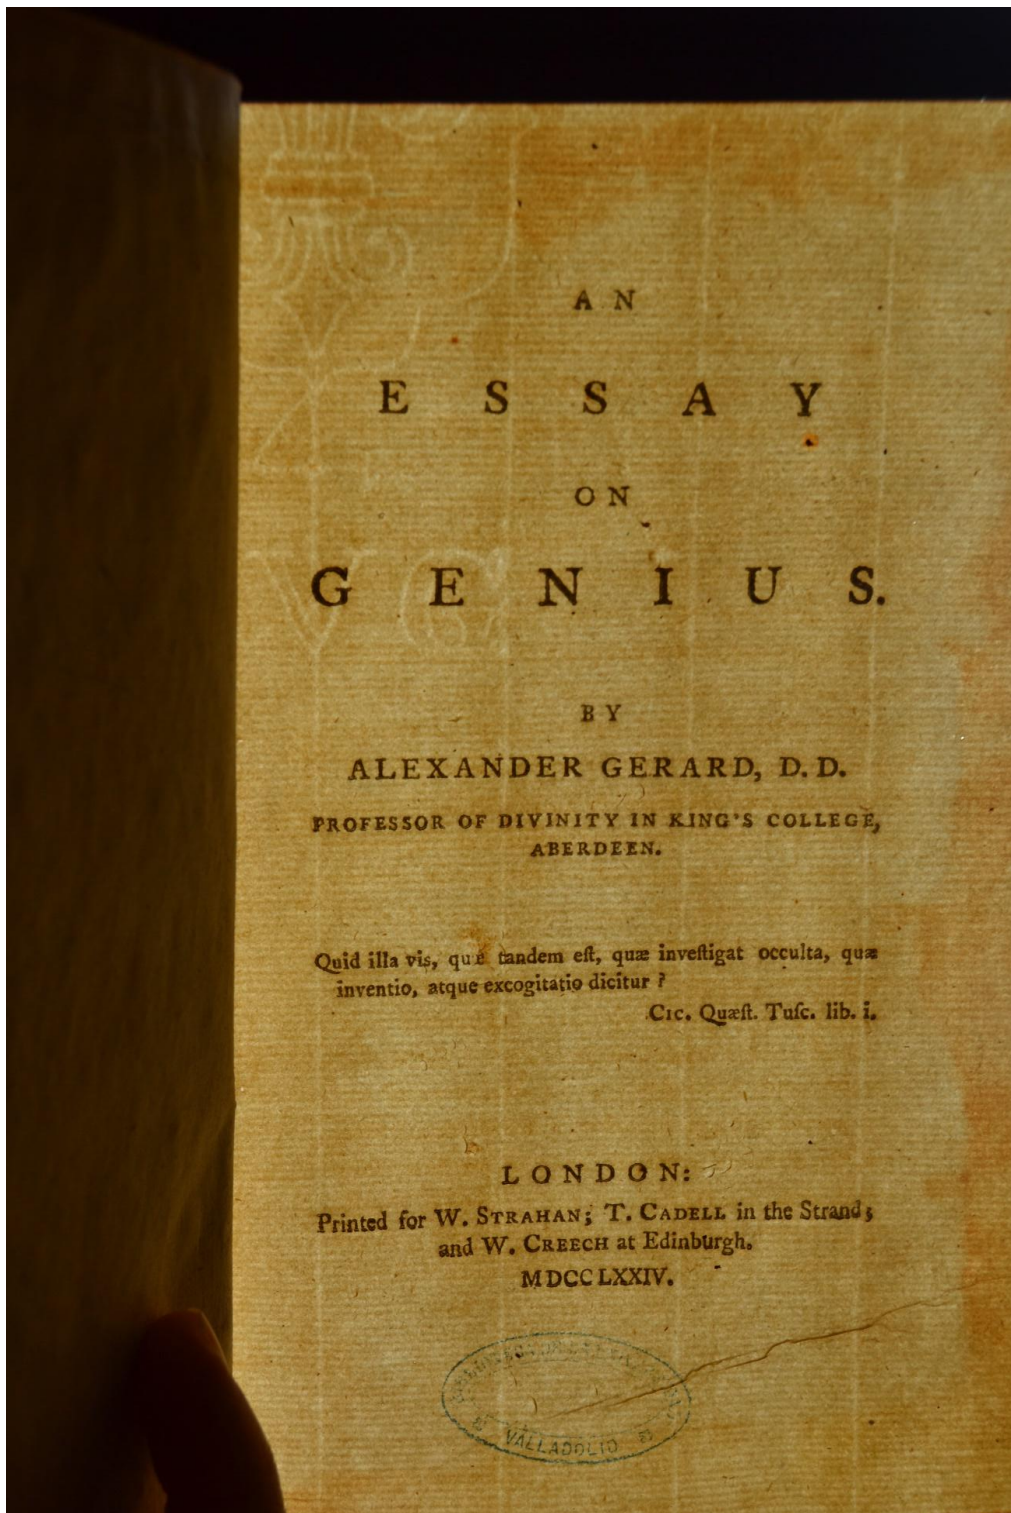 AN
ESSAY
ON
GENIUS.
BY
ALEXANDER GERARD, D.D.
PROFESSOR OF DIVINITY IN KING'S COLLEGE,
ABERDEEN.
Quid illa vis, quæ tandem eſt, quæ inveſtigat occulta, quæ
inventio, atque excogitatio dicitur?
Cic. Quæſt. Tuſc. lib. i.
LONDON:
Printed for W. STRAHAN; T. CADELL in the Strand;
and W. CREECH at Edinburgh.
MDCCLXXIV.
VALLADOLID